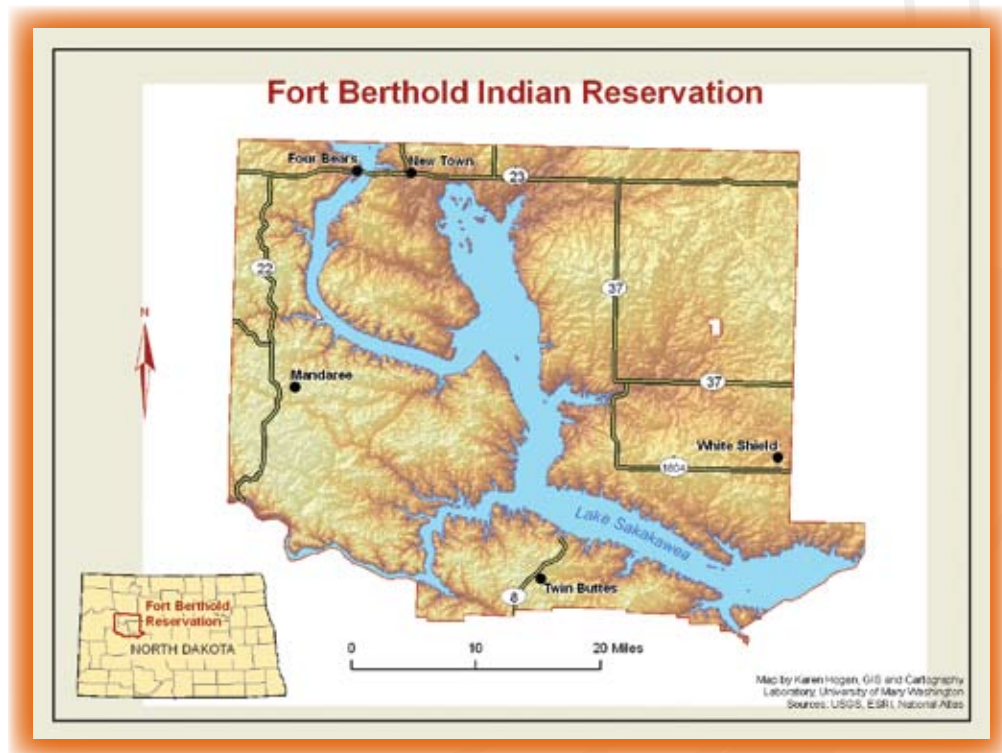 Fort Berthold Indian Reservation
Four Bears
New Town
23
22
37
N
37
Mandaree
White Shield
1804
Lake Sakakawea
Twin Buttes
8
Fort Berthold
Reservation
NORTH DAKOTA
0 10 20 Miles
Map by Karen Hogan, GIS and Cartography
Laboratory, University of Mary Washington
Sources: USGS, ESRI, National Atlas